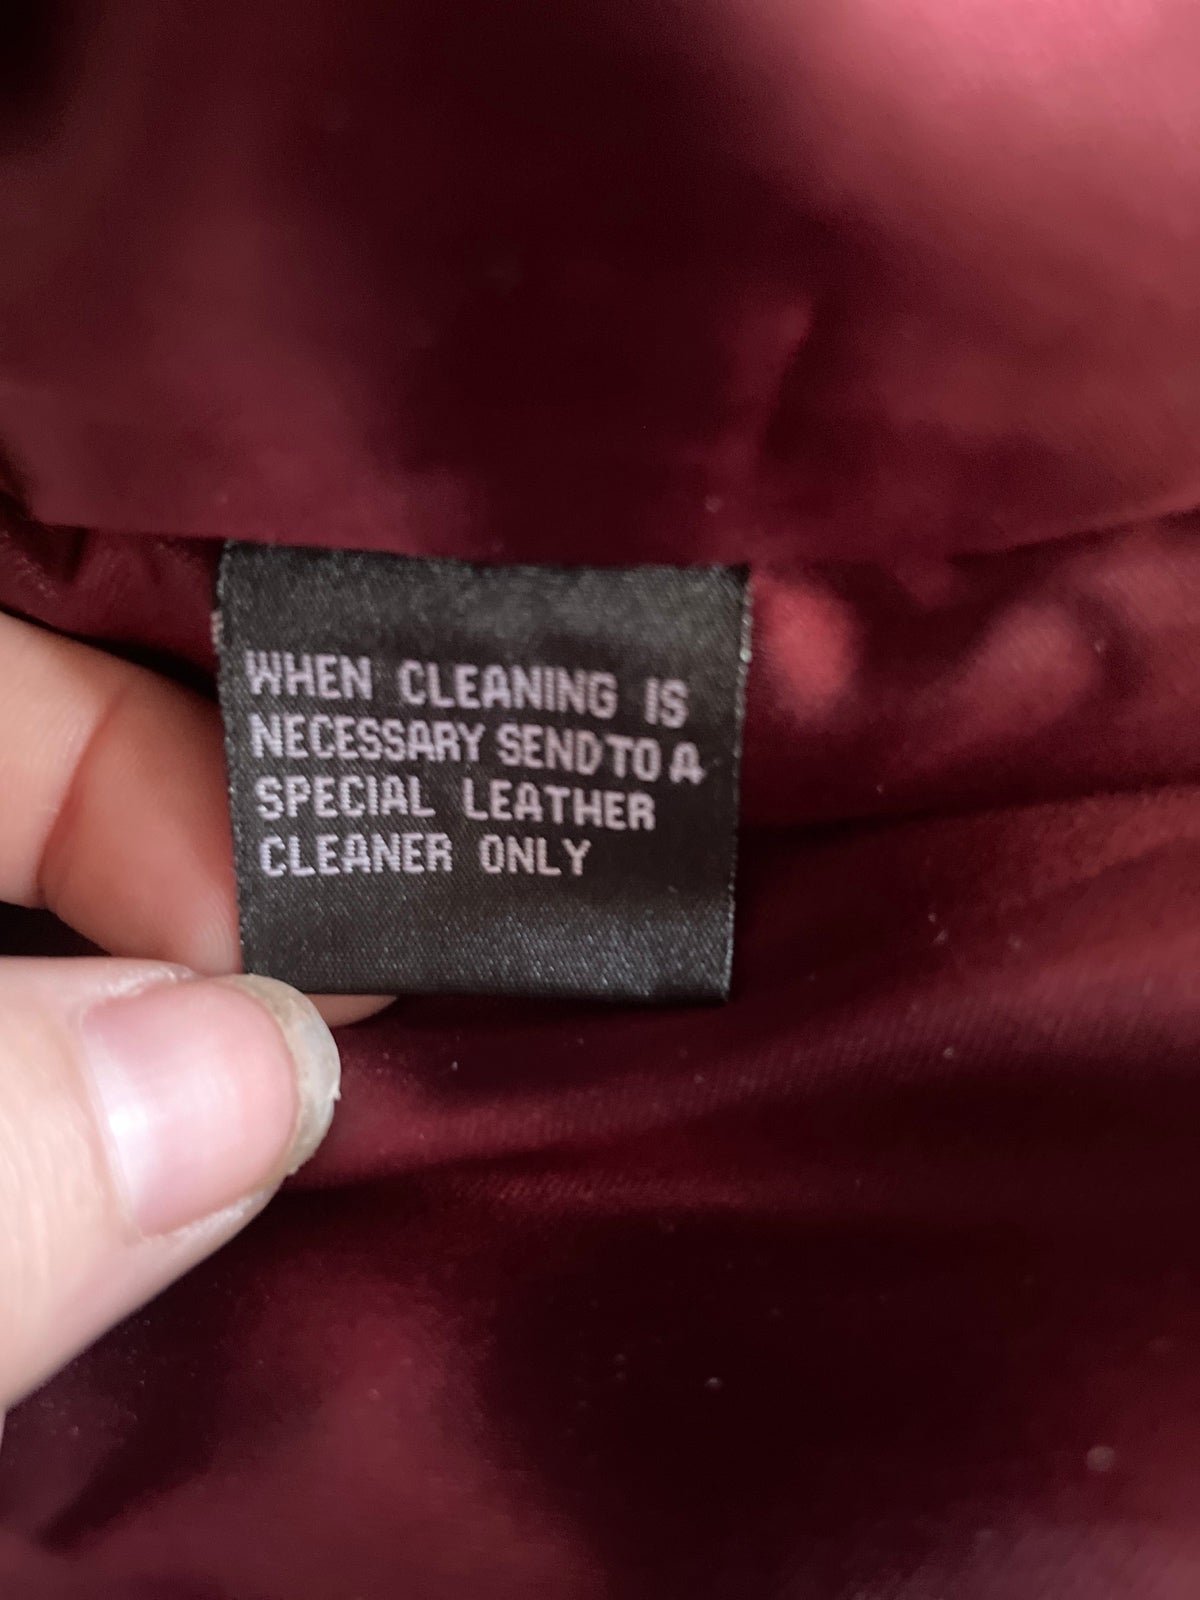 WHEN CLEANING IS
NECESSARY SEND TO A
SPECIAL LEATHER
CLEANER ONLY